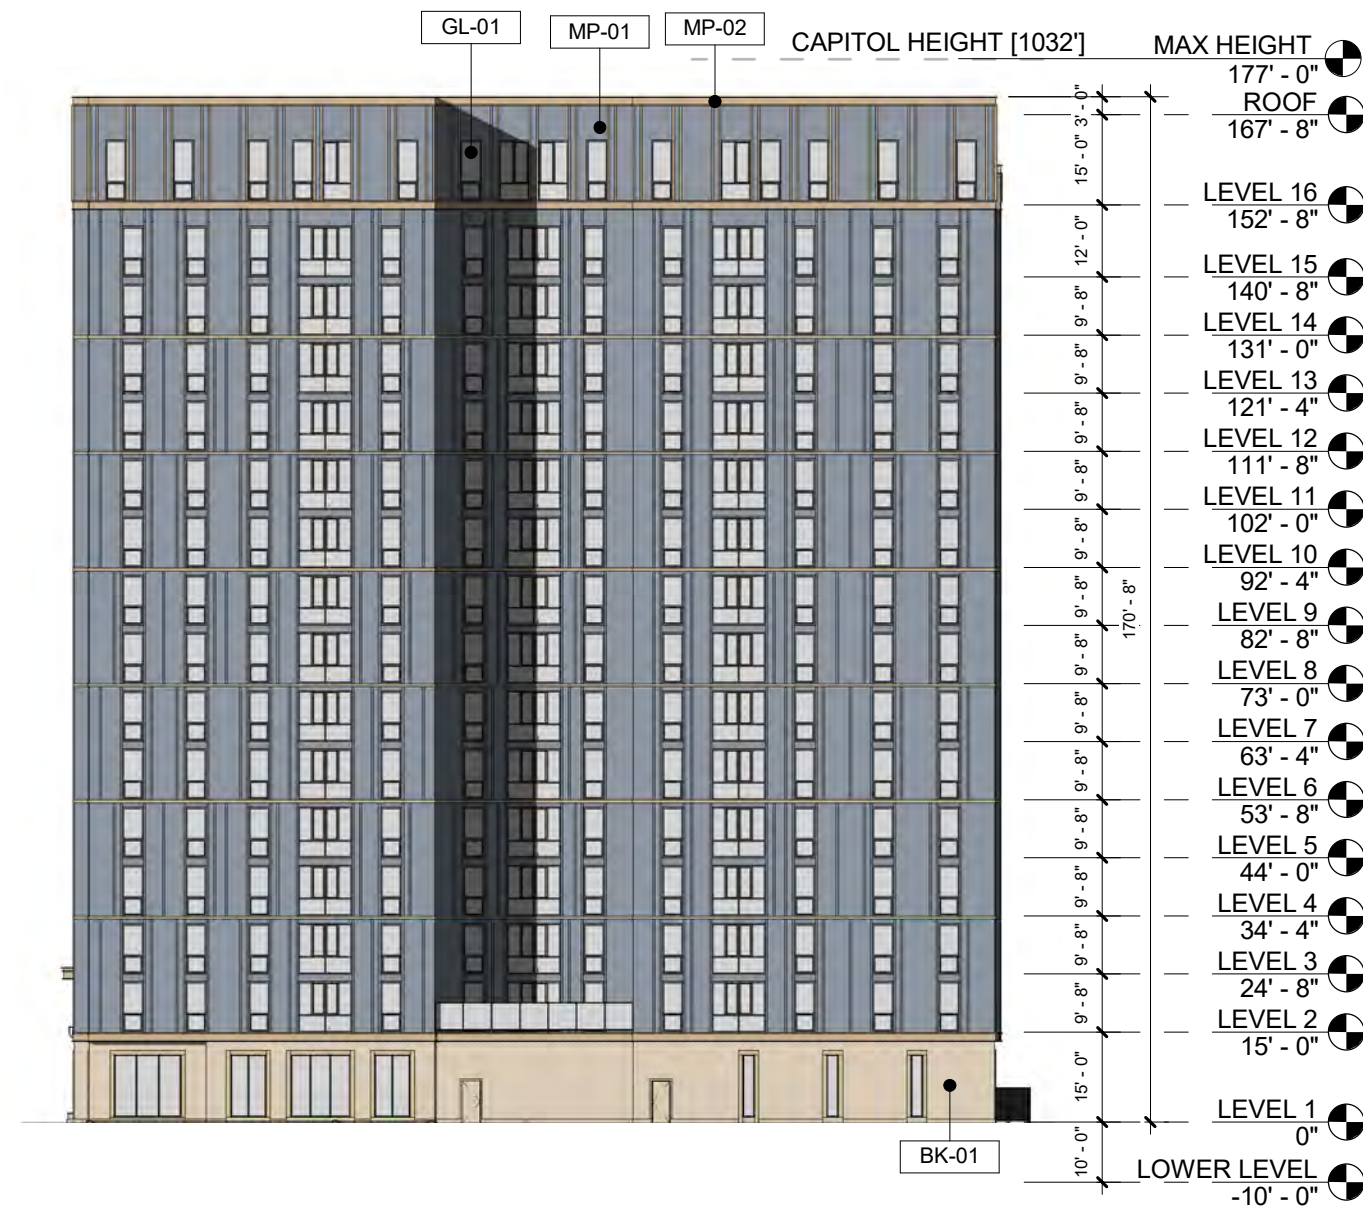 GL-01
MP-01
MP-02
CAPITOL HEIGHT [1032']
MAX HEIGHT
177' - 0"
ROOF
167' - 8"
LEVEL 16
152' - 8"
LEVEL 15
140' - 8"
LEVEL 14
131' - 0"
LEVEL 13
121' - 4"
LEVEL 12
111' - 8"
LEVEL 11
102' - 0"
LEVEL 10
92' - 4"
LEVEL 9
82' - 8"
LEVEL 8
73' - 0"
LEVEL 7
63' - 4"
LEVEL 6
53' - 8"
LEVEL 5
44' - 0"
LEVEL 4
34' - 4"
LEVEL 3
24' - 8"
LEVEL 2
15' - 0"
LEVEL 1
0"
LOWER LEVEL
-10' - 0"
3' - 0"
15' - 0"
12' - 0"
9' - 8"
9' - 8"
9' - 8"
9' - 8"
9' - 8"
9' - 8"
9' - 8"
9' - 8"
9' - 8"
9' - 8"
9' - 8"
9' - 8"
9' - 8"
15' - 0"
10' - 0"
170' - 8"
BK-01